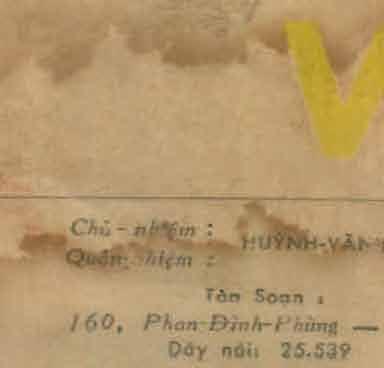 V
Chủ-nhiệm :
HUỲNH-VĂN
Quản-nhiệm :
Tòa Soạn :
160, Phan-Đình-Phùng —
Dây nói: 25.539